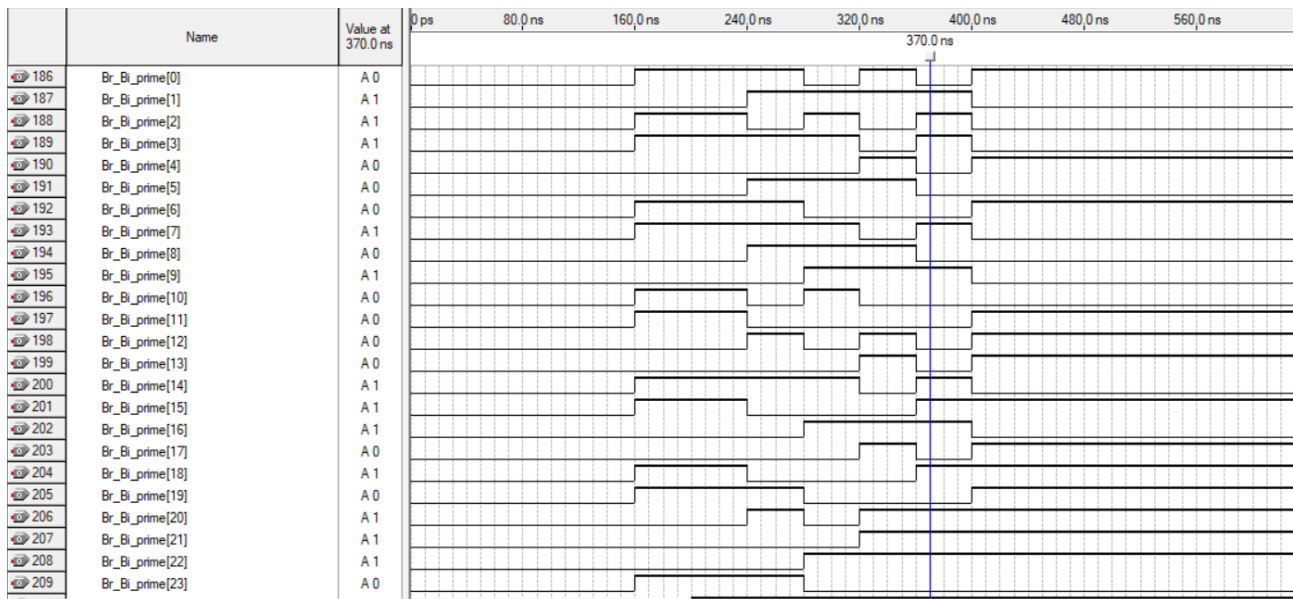 Name Value at 370.0 ns 0 ps 80.0 ns 160.0 ns 240.0 ns 320.0 ns 400.0 ns 480.0 ns 560.0 ns
370.0 ns
186 Br_Bi_prime[0] A 0
187 Br_Bi_prime[1] A 1
188 Br_Bi_prime[2] A 1
189 Br_Bi_prime[3] A 1
190 Br_Bi_prime[4] A 0
191 Br_Bi_prime[5] A 0
192 Br_Bi_prime[6] A 0
193 Br_Bi_prime[7] A 1
194 Br_Bi_prime[8] A 0
195 Br_Bi_prime[9] A 1
196 Br_Bi_prime[10] A 0
197 Br_Bi_prime[11] A 0
198 Br_Bi_prime[12] A 0
199 Br_Bi_prime[13] A 0
200 Br_Bi_prime[14] A 1
201 Br_Bi_prime[15] A 1
202 Br_Bi_prime[16] A 1
203 Br_Bi_prime[17] A 0
204 Br_Bi_prime[18] A 1
205 Br_Bi_prime[19] A 0
206 Br_Bi_prime[20] A 1
207 Br_Bi_prime[21] A 1
208 Br_Bi_prime[22] A 1
209 Br_Bi_prime[23] A 0